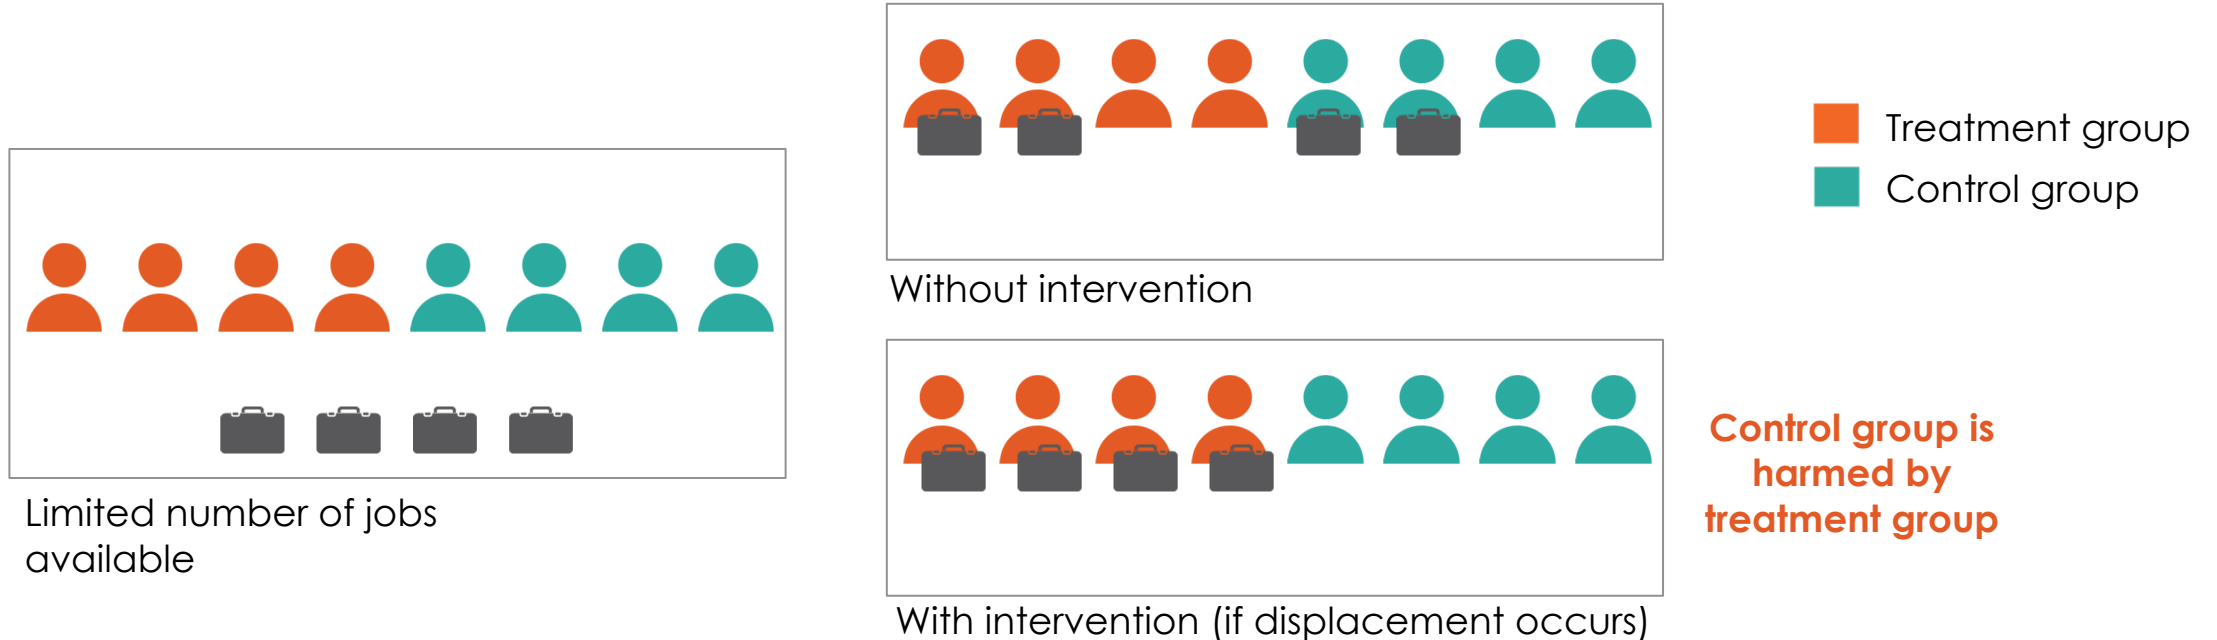 Limited number of jobs
available
Without intervention
With intervention (if displacement occurs)
Treatment group
Control group
Control group is
harmed by
treatment group